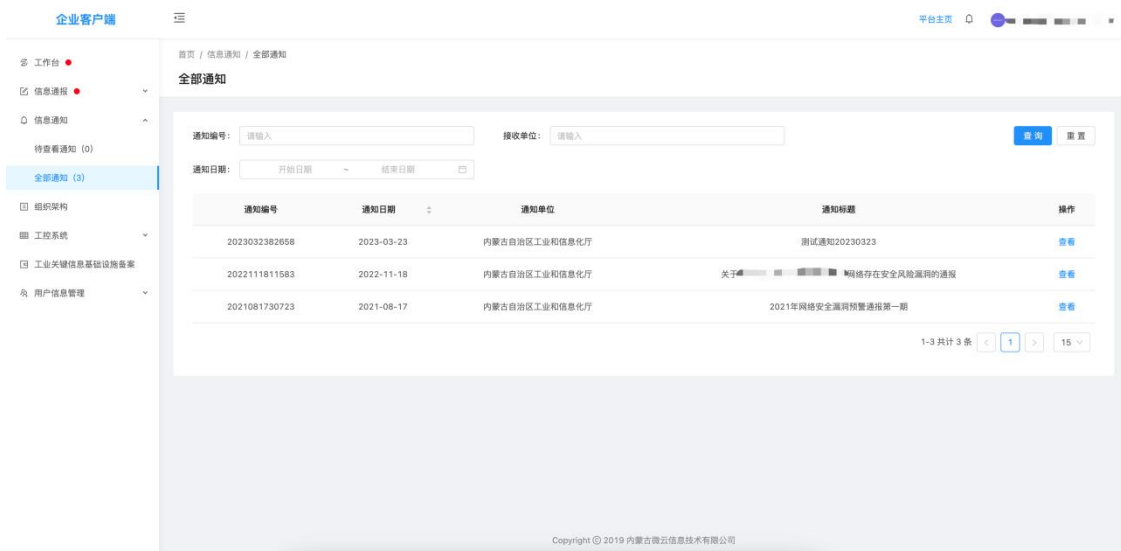 企业客户端
平台主页
工作台
信息通报
信息通知
待查看通知 (0)
全部通知 (3)
组织架构
工控系统
工业关键信息基础设施备案
用户信息管理
首页 / 信息通知 / 全部通知
全部通知
通知编号: 请输入 接收单位: 请输入 查 询 重 置
通知日期: 开始日期 ~ 结束日期
通知编号 通知日期 通知单位 通知标题 操作
2023032382658 2023-03-23 内蒙古自治区工业和信息化厅 测试通知20230323 查看
2022111811583 2022-11-18 内蒙古自治区工业和信息化厅 关于 网络存在安全风险漏洞的通报 查看
2021081730723 2021-08-17 内蒙古自治区工业和信息化厅 2021年网络安全漏洞预警通报第一期 查看
1-3 共计 3 条 < 1 > 15
Copyright © 2019 内蒙古微云信息技术有限公司